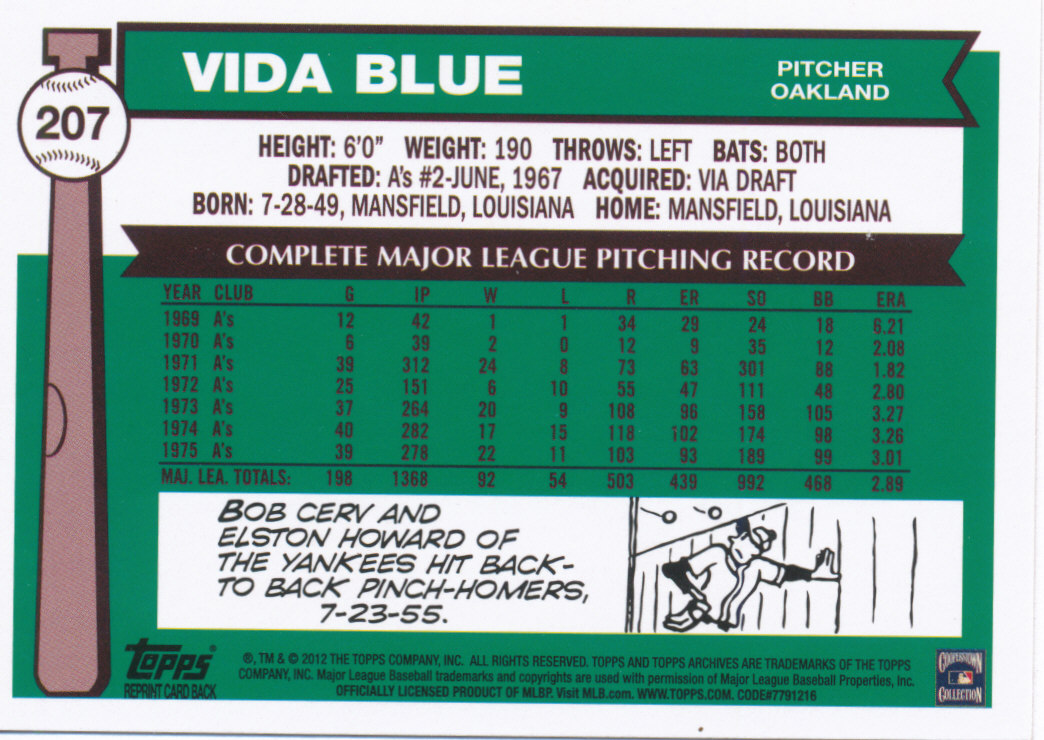 207
VIDA BLUE
PITCHER
OAKLAND
HEIGHT: 6'0" WEIGHT: 190 THROWS: LEFT BATS: BOTH
DRAFTED: A's #2-JUNE, 1967 ACQUIRED: VIA DRAFT
BORN: 7-28-49, MANSFIELD, LOUISIANA HOME: MANSFIELD, LOUISIANA
COMPLETE MAJOR LEAGUE PITCHING RECORD
YEAR CLUB G IP W L R ER SO BB ERA
1969 A's 12 42 1 1 34 29 24 18 6.21
1970 A's 6 39 2 0 12 9 35 12 2.08
1971 A's 39 312 24 8 73 63 301 88 1.82
1972 A's 25 151 6 10 55 47 111 48 2.80
1973 A's 37 264 20 9 108 96 158 105 3.27
1974 A's 40 282 17 15 118 102 174 98 3.26
1975 A's 39 278 22 11 103 93 189 99 3.01
MAJ. LEA. TOTALS: 198 1368 92 54 503 439 992 468 2.89
BOB CERV AND
ELSTON HOWARD OF
THE YANKEES HIT BACK-
TO BACK PINCH-HOMERS,
7-23-55.
Topps®
REPRINT CARD BACK
®, TM & © 2012 THE TOPPS COMPANY, INC. ALL RIGHTS RESERVED. TOPPS AND TOPPS ARCHIVES ARE TRADEMARKS OF THE TOPPS
COMPANY, INC. Major League Baseball trademarks and copyrights are used with permission of Major League Baseball Properties, Inc.
OFFICIALLY LICENSED PRODUCT OF MLBP. Visit MLB.com. WWW.TOPPS.COM. CODE#7791216
COOPERSTOWN
COLLECTION